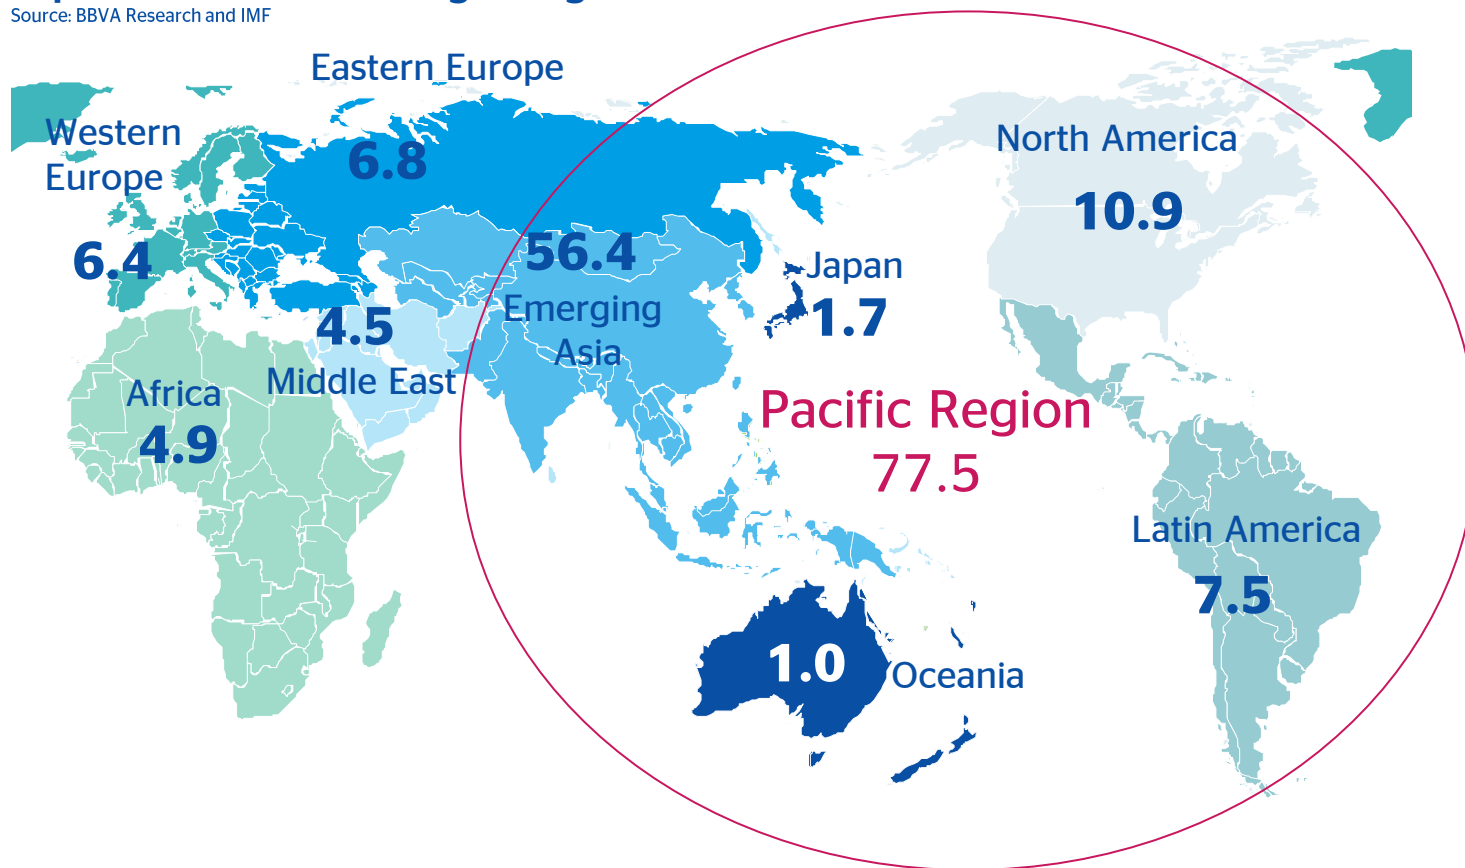 Source: BBVA Research and IMF
Eastern Europe
6.8
Western
Europe
6.4
North America
10.9
56.4
Emerging
Asia
Japan
1.7
4.5
Middle East
Africa
4.9
Pacific Region
77.5
Latin America
7.5
1.0
Oceania